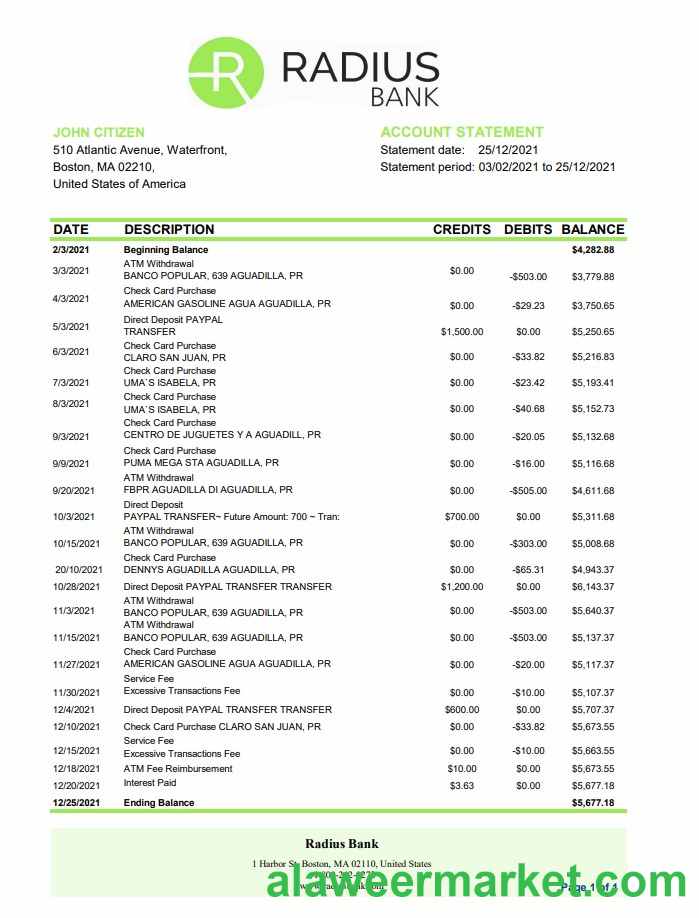 R RADIUS
BANK
JOHN CITIZEN
510 Atlantic Avenue, Waterfront,
Boston, MA 02210,
United States of America
ACCOUNT STATEMENT
Statement date: 25/12/2021
Statement period: 03/02/2021 to 25/12/2021
DATE DESCRIPTION CREDITS DEBITS BALANCE
2/3/2021 Beginning Balance $4,282.88
ATM Withdrawal
3/3/2021 BANCO POPULAR, 639 AGUADILLA, PR $0.00 -$503.00 $3,779.88
Check Card Purchase
4/3/2021 AMERICAN GASOLINE AGUA AGUADILLA, PR $0.00 -$29.23 $3,750.65
Direct Deposit PAYPAL
5/3/2021 TRANSFER $1,500.00 $0.00 $5,250.65
Check Card Purchase
6/3/2021 CLARO SAN JUAN, PR $0.00 -$33.82 $5,216.83
Check Card Purchase
7/3/2021 UMA`S ISABELA, PR $0.00 -$23.42 $5,193.41
Check Card Purchase
8/3/2021 UMA`S ISABELA, PR $0.00 -$40.68 $5,152.73
Check Card Purchase
9/3/2021 CENTRO DE JUGUETES Y A AGUADILL, PR $0.00 -$20.05 $5,132.68
Check Card Purchase
9/9/2021 PUMA MEGA STA AGUADILLA, PR $0.00 -$16.00 $5,116.68
ATM Withdrawal
9/20/2021 FBPR AGUADILLA DI AGUADILLA, PR $0.00 -$505.00 $4,611.68
Direct Deposit
10/3/2021 PAYPAL TRANSFER~ Future Amount: 700 ~ Tran: $700.00 $0.00 $5,311.68
ATM Withdrawal
10/15/2021 BANCO POPULAR, 639 AGUADILLA, PR $0.00 -$303.00 $5,008.68
Check Card Purchase
20/10/2021 DENNYS AGUADILLA AGUADILLA, PR $0.00 -$65.31 $4,943.37
10/28/2021 Direct Deposit PAYPAL TRANSFER TRANSFER $1,200.00 $0.00 $6,143.37
ATM Withdrawal
11/3/2021 BANCO POPULAR, 639 AGUADILLA, PR $0.00 -$503.00 $5,640.37
ATM Withdrawal
11/15/2021 BANCO POPULAR, 639 AGUADILLA, PR $0.00 -$503.00 $5,137.37
Check Card Purchase
11/27/2021 AMERICAN GASOLINE AGUA AGUADILLA, PR $0.00 -$20.00 $5,117.37
Service Fee
11/30/2021 Excessive Transactions Fee $0.00 -$10.00 $5,107.37
12/4/2021 Direct Deposit PAYPAL TRANSFER TRANSFER $600.00 $0.00 $5,707.37
12/10/2021 Check Card Purchase CLARO SAN JUAN, PR $0.00 -$33.82 $5,673.55
Service Fee
12/15/2021 Excessive Transactions Fee $0.00 -$10.00 $5,663.55
12/18/2021 ATM Fee Reimbursement $10.00 $0.00 $5,673.55
12/20/2021 Interest Paid $3.63 $0.00 $5,677.18
12/25/2021 Ending Balance $5,677.18
Radius Bank
1 Harbor St, Boston, MA 02110, United States
alaweermarket.com
Page 1 of 1